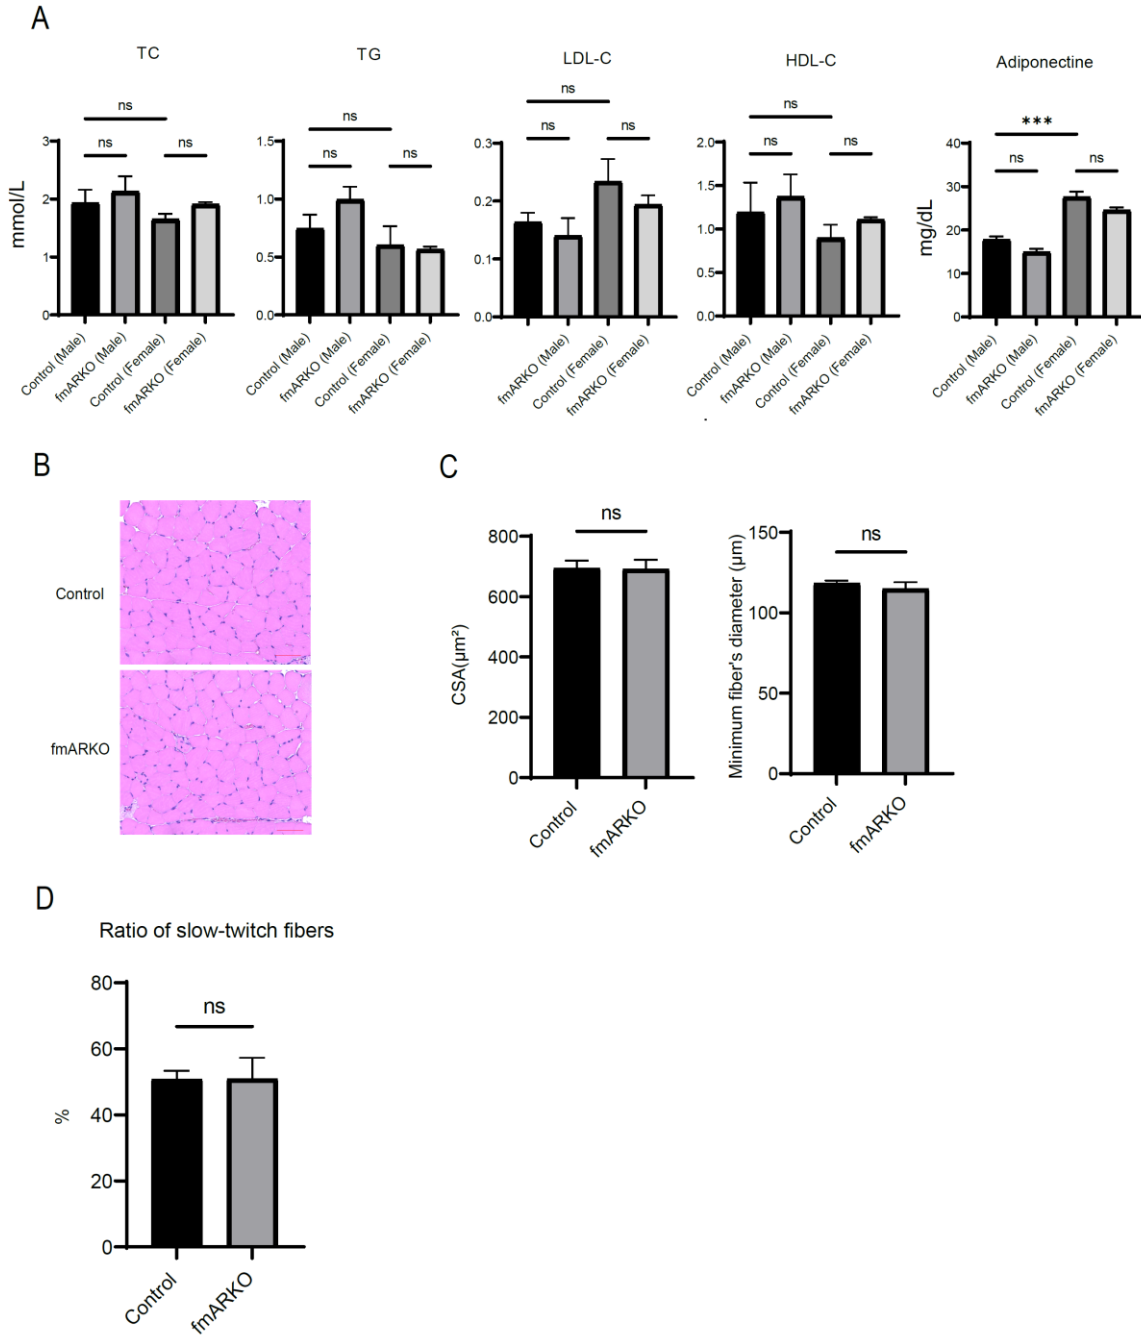 A
TC
TG
LDL-C
HDL-C
Adiponectine
ns
ns
ns
ns
ns
ns
ns
ns
ns
ns
ns
ns
***
ns
ns
mmol/L
3
2
1
0
1.5
1.0
0.5
0.0
0.3
0.2
0.1
0.0
2.0
1.5
1.0
0.5
0.0
mg/dL
40
30
20
10
0
Control (Male)
fmARKO (Male)
Control (Female)
fmARKO (Female)
Control (Male)
fmARKO (Male)
Control (Female)
fmARKO (Female)
fmARKO (Male)
Control (Female)
fmARKO (Female)
Control (Male)
fmARKO (Male)
Control (Female)
fmARKO (Female)
Control (Male)
fmARKO (Male)
Control (Female)
fmARKO (Female)
B
Control
fmARKO
C
ns
CSA(μm²)
800
600
400
200
0
Control
fmARKO
ns
Minimum fiber's diameter (μm)
150
100
50
0
Control
fmARKO
D
Ratio of slow-twitch fibers
ns
%
80
60
40
20
0
Control
fmARKO